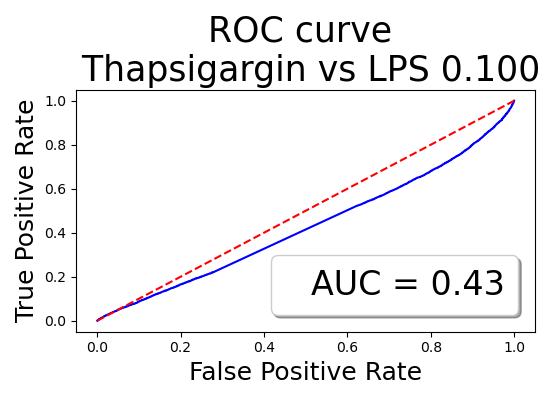 ROC curve
Thapsigargin vs LPS 0.100
True Positive Rate
1.0
0.8
0.6
0.4
0.2
0.0
AUC = 0.43
0.0 0.2 0.4 0.6 0.8 1.0
False Positive Rate